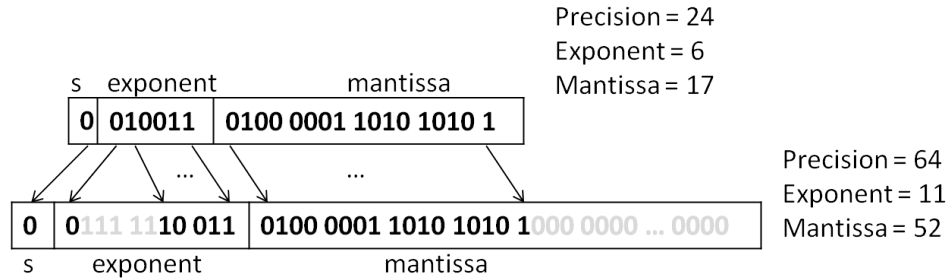 Precision = 24
Exponent = 6
Mantissa = 17
s exponent mantissa
0 010011 0100 0001 1010 1010 1
... ...
Precision = 64
Exponent = 11
Mantissa = 52
0 0111 1110 011 0100 0001 1010 1010 1000 0000 ... 0000
s exponent mantissa